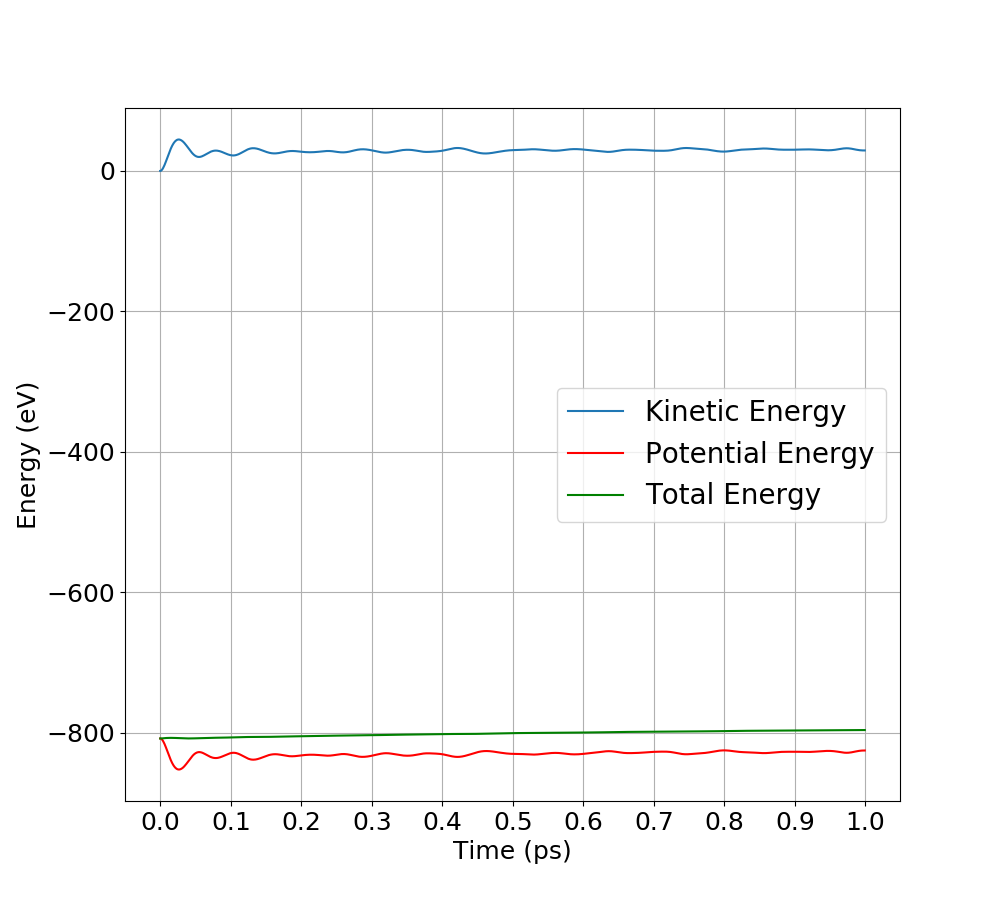 0
−200
−400
−600
−800
Energy (eV)
Kinetic Energy
Potential Energy
Total Energy
0.0 0.1 0.2 0.3 0.4 0.5 0.6 0.7 0.8 0.9 1.0
Time (ps)